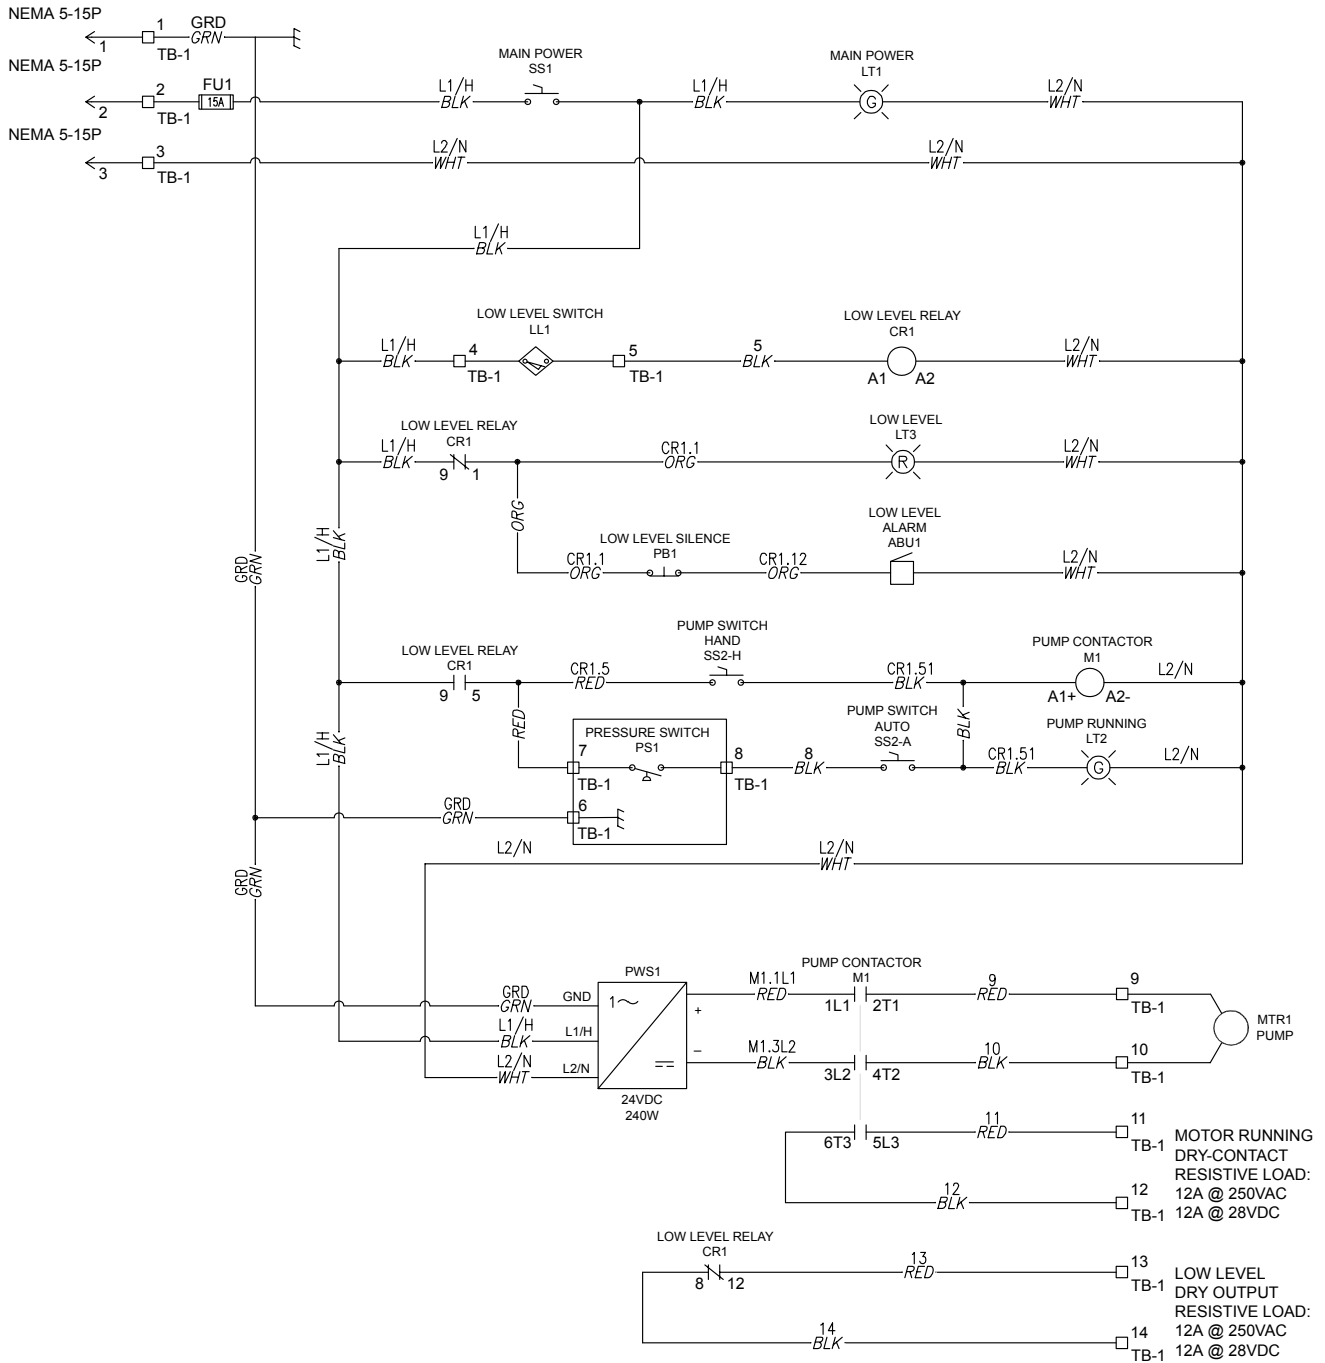 NEMA 5-15P
1
1
TB-1
GRD
GRN
NEMA 5-15P
2
2
TB-1
FU1
15A
L1/H
BLK
MAIN POWER
SS1
L1/H
BLK
MAIN POWER
LT1
G
L2/N
WHT
NEMA 5-15P
3
3
TB-1
L2/N
WHT
L2/N
WHT
L1/H
BLK
LOW LEVEL SWITCH
LL1
LOW LEVEL RELAY
CR1
L1/H
BLK
4
TB-1
5
TB-1
5
BLK
A1
A2
L2/N
WHT
LOW LEVEL RELAY
CR1
L1/H
BLK
9
1
CR1.1
ORG
LOW LEVEL
LT3
R
L2/N
WHT
ORG
LOW LEVEL SILENCE
PB1
CR1.1
ORG
CR1.12
ORG
LOW LEVEL
ALARM
ABU1
L2/N
WHT
L1/H
BLK
GRD
GRN
LOW LEVEL RELAY
CR1
9
5
CR1.5
RED
PUMP SWITCH
HAND
SS2-H
CR1.51
BLK
PUMP CONTACTOR
M1
A1+
A2-
L2/N
L1/H
BLK
RED
PRESSURE SWITCH
PS1
7
TB-1
8
TB-1
8
BLK
PUMP SWITCH
AUTO
SS2-A
BLK
CR1.51
BLK
PUMP RUNNING
LT2
G
L2/N
GRD
GRN
6
TB-1
L2/N
L2/N
WHT
GRD
GRN
PWS1
GRD
GRN
GND
L1/H
BLK
L1/H
L2/N
WHT
L2/N
1~
+
–
24VDC
240W
PUMP CONTACTOR
M1
M1.1L1
RED
1L1
2T1
9
RED
9
TB-1
M1.3L2
BLK
3L2
4T2
10
BLK
10
TB-1
MTR1
PUMP
6T3
5L3
11
RED
11
TB-1
12
BLK
12
TB-1
MOTOR RUNNING
DRY-CONTACT
RESISTIVE LOAD:
12A @ 250VAC
12A @ 28VDC
LOW LEVEL RELAY
CR1
8
12
13
RED
13
TB-1
14
BLK
14
TB-1
LOW LEVEL
DRY OUTPUT
RESISTIVE LOAD:
12A @ 250VAC
12A @ 28VDC